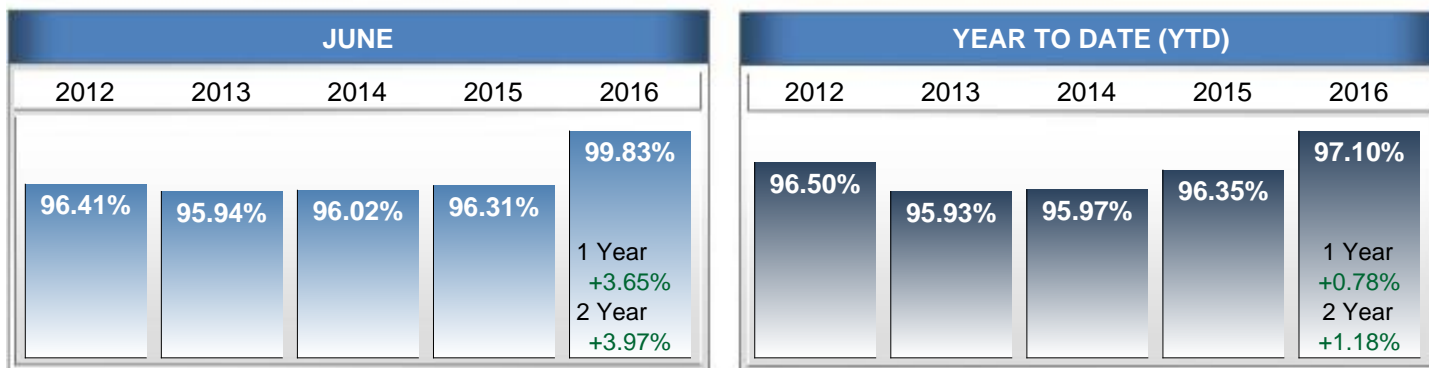 JUNE
2012 2013 2014 2015 2016
96.41% 95.94% 96.02% 96.31% 99.83%
1 Year
+3.65%
2 Year
+3.97%
YEAR TO DATE (YTD)
2012 2013 2014 2015 2016
96.50% 95.93% 95.97% 96.35% 97.10%
1 Year
+0.78%
2 Year
+1.18%